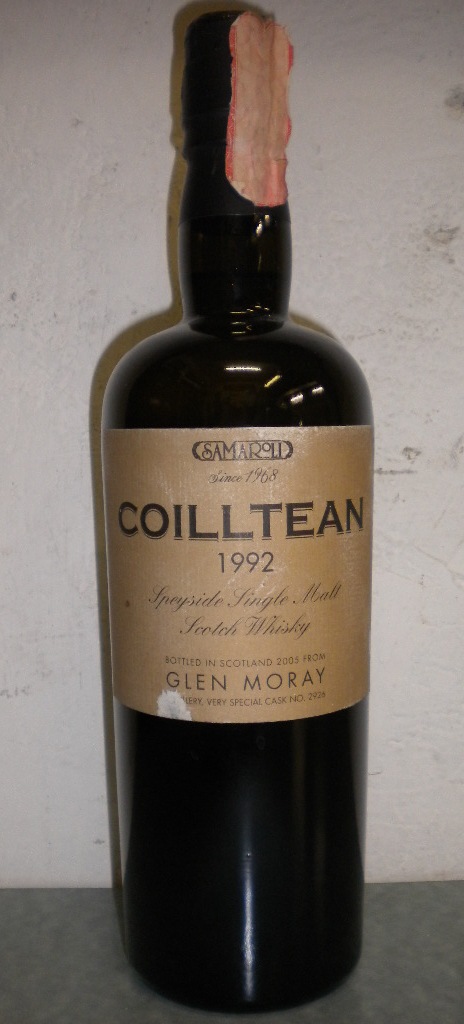 SAMAROLI
Since 1968
COILLTEAN
1992
Speyside Single Malt
Scotch Whisky
BOTTLED IN SCOTLAND 2005 FROM
GLEN MORAY
VERY SPECIAL CASK NO. 2926